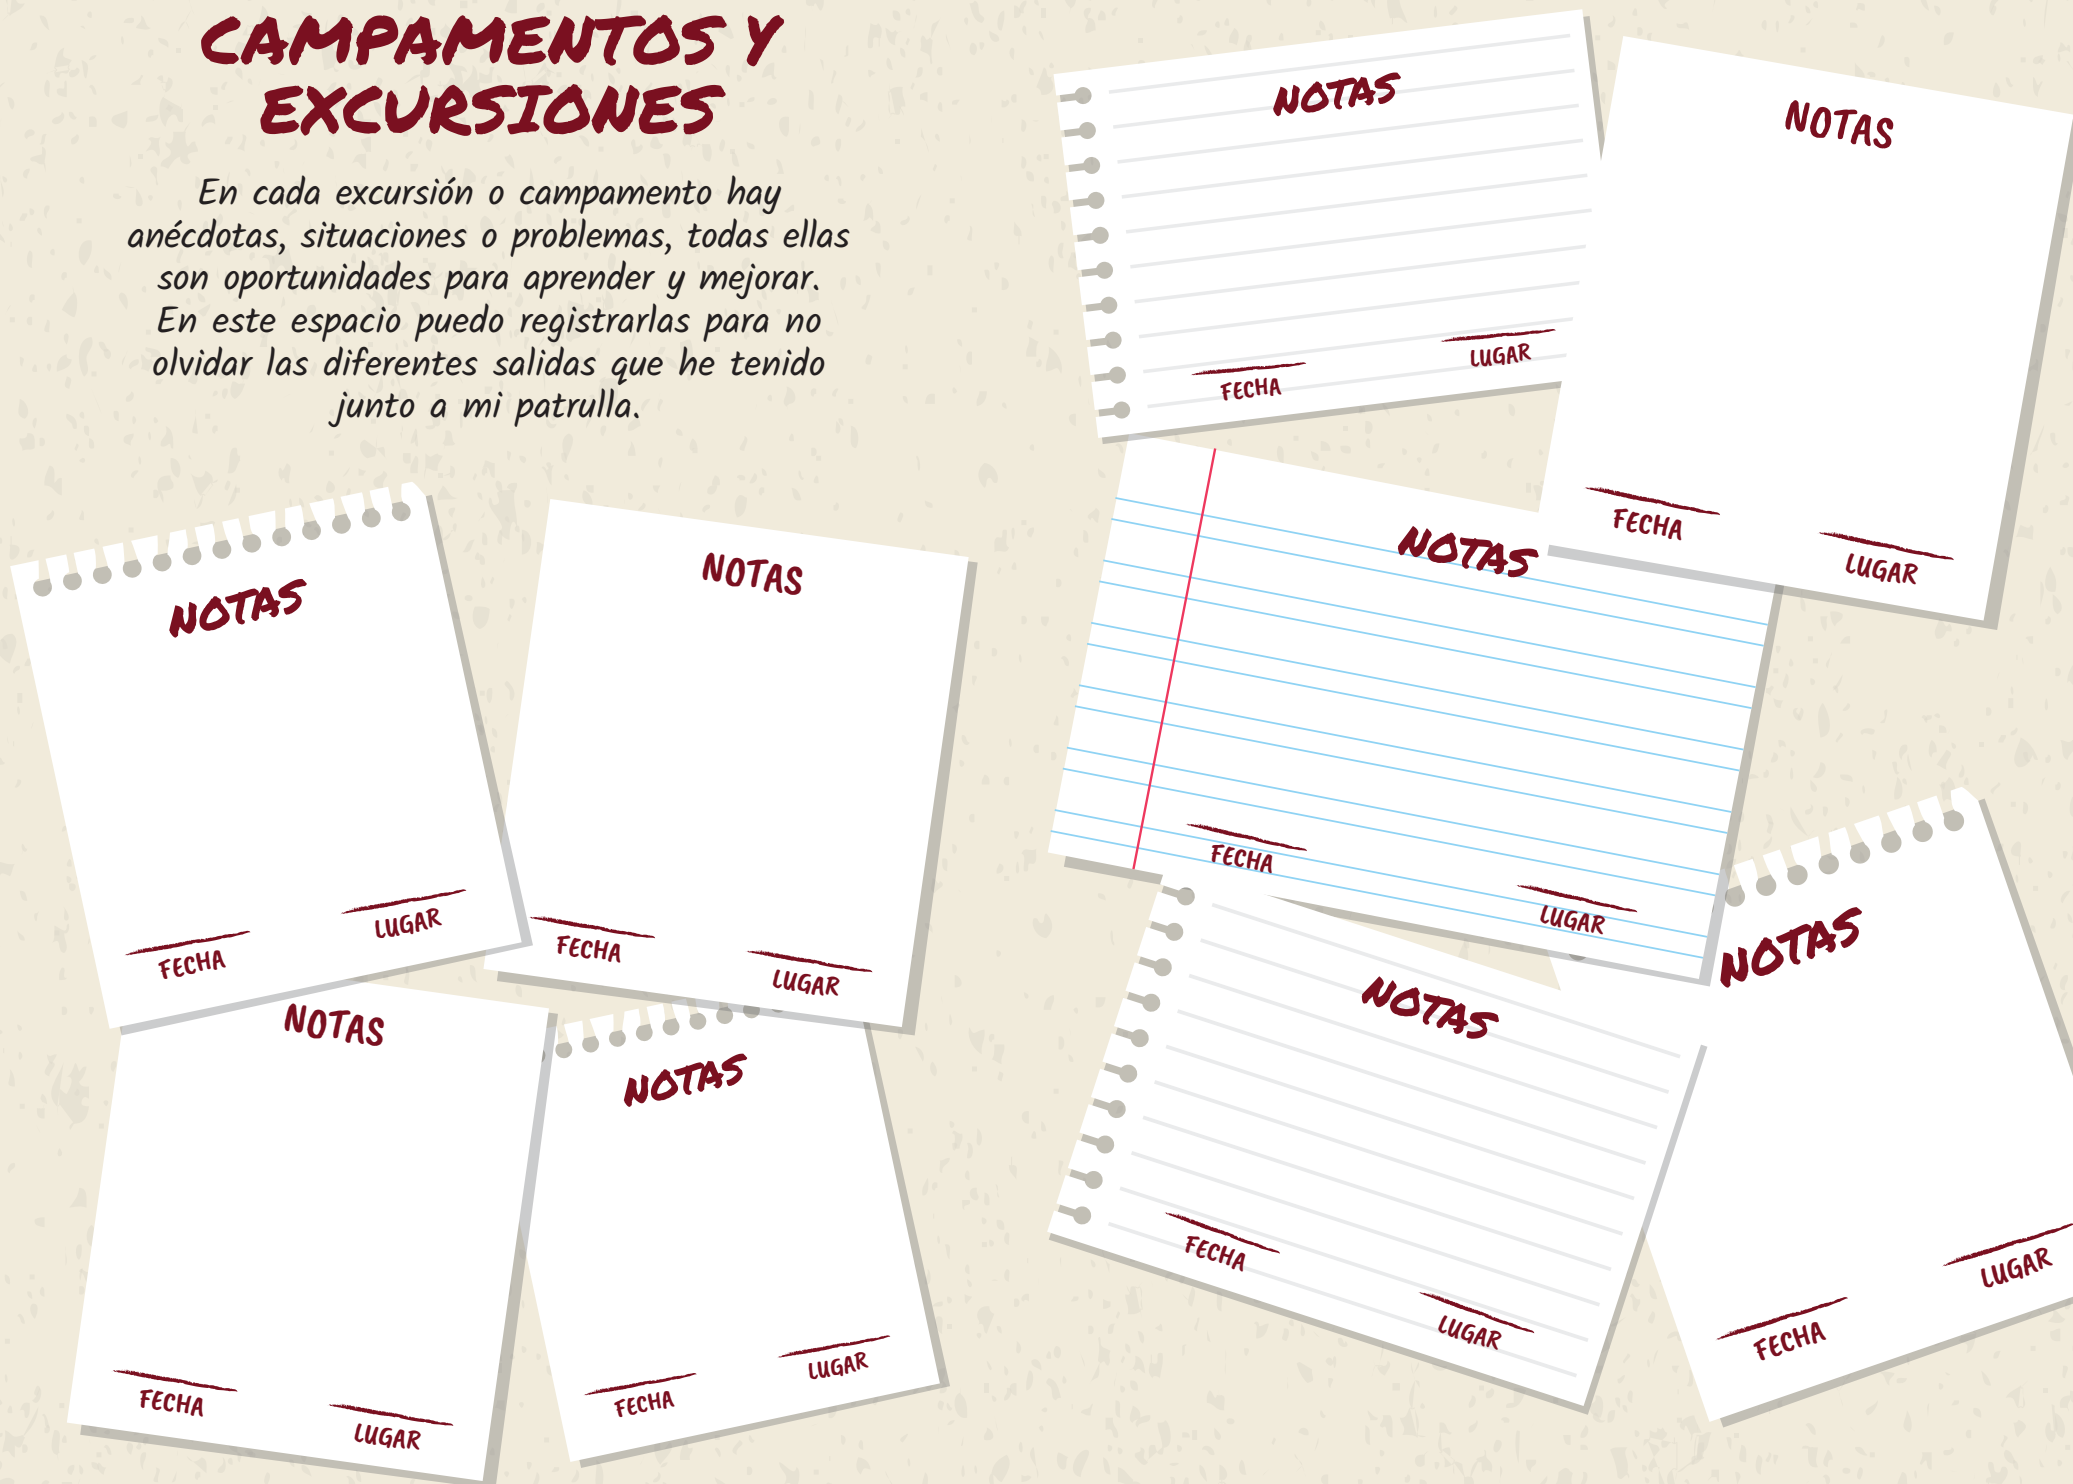 CAMPAMENTOS Y
EXCURSIONES
En cada excursión o campamento hay
anécdotas, situaciones o problemas, todas ellas
son oportunidades para aprender y mejorar.
En este espacio puedo registrarlas para no
olvidar las diferentes salidas que he tenido
junto a mi patrulla.
NOTAS
FECHA
LUGAR
NOTAS
FECHA
LUGAR
NOTAS
FECHA
LUGAR
NOTAS
FECHA
LUGAR
NOTAS
FECHA
LUGAR
NOTAS
FECHA
LUGAR
NOTAS
FECHA
LUGAR
NOTAS
FECHA
LUGAR
NOTAS
FECHA
LUGAR